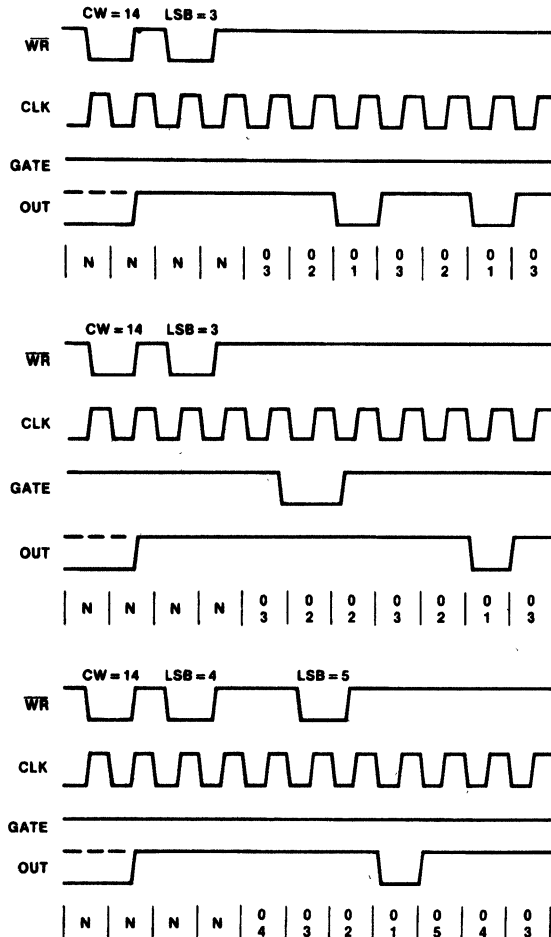 CW = 14 LSB = 3
WR
CLK
GATE
OUT
N N N N 0 0 0 0 0 0 0
3 2 1 3 2 1 3
CW = 14 LSB = 3
WR
CLK
GATE
OUT
N N N N 0 0 0 0 0 0 0
3 2 2 3 2 1 3
CW = 14 LSB = 4 LSB = 5
WR
CLK
GATE
OUT
N N N N 0 0 0 0 0 0 0
4 3 2 1 5 4 3